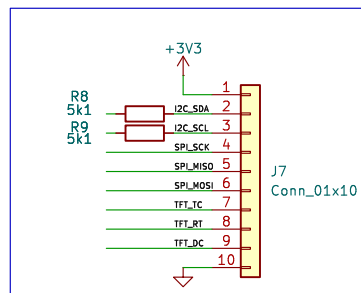 +3V3
R8
5k1
R9
5k1
I2C_SDA
I2C_SCL
SPI_SCK
SPI_MISO
SPI_MOSI
TFT_TC
TFT_RT
TFT_DC
1
2
3
4
5
6
7
8
9
10
J7
Conn_01x10